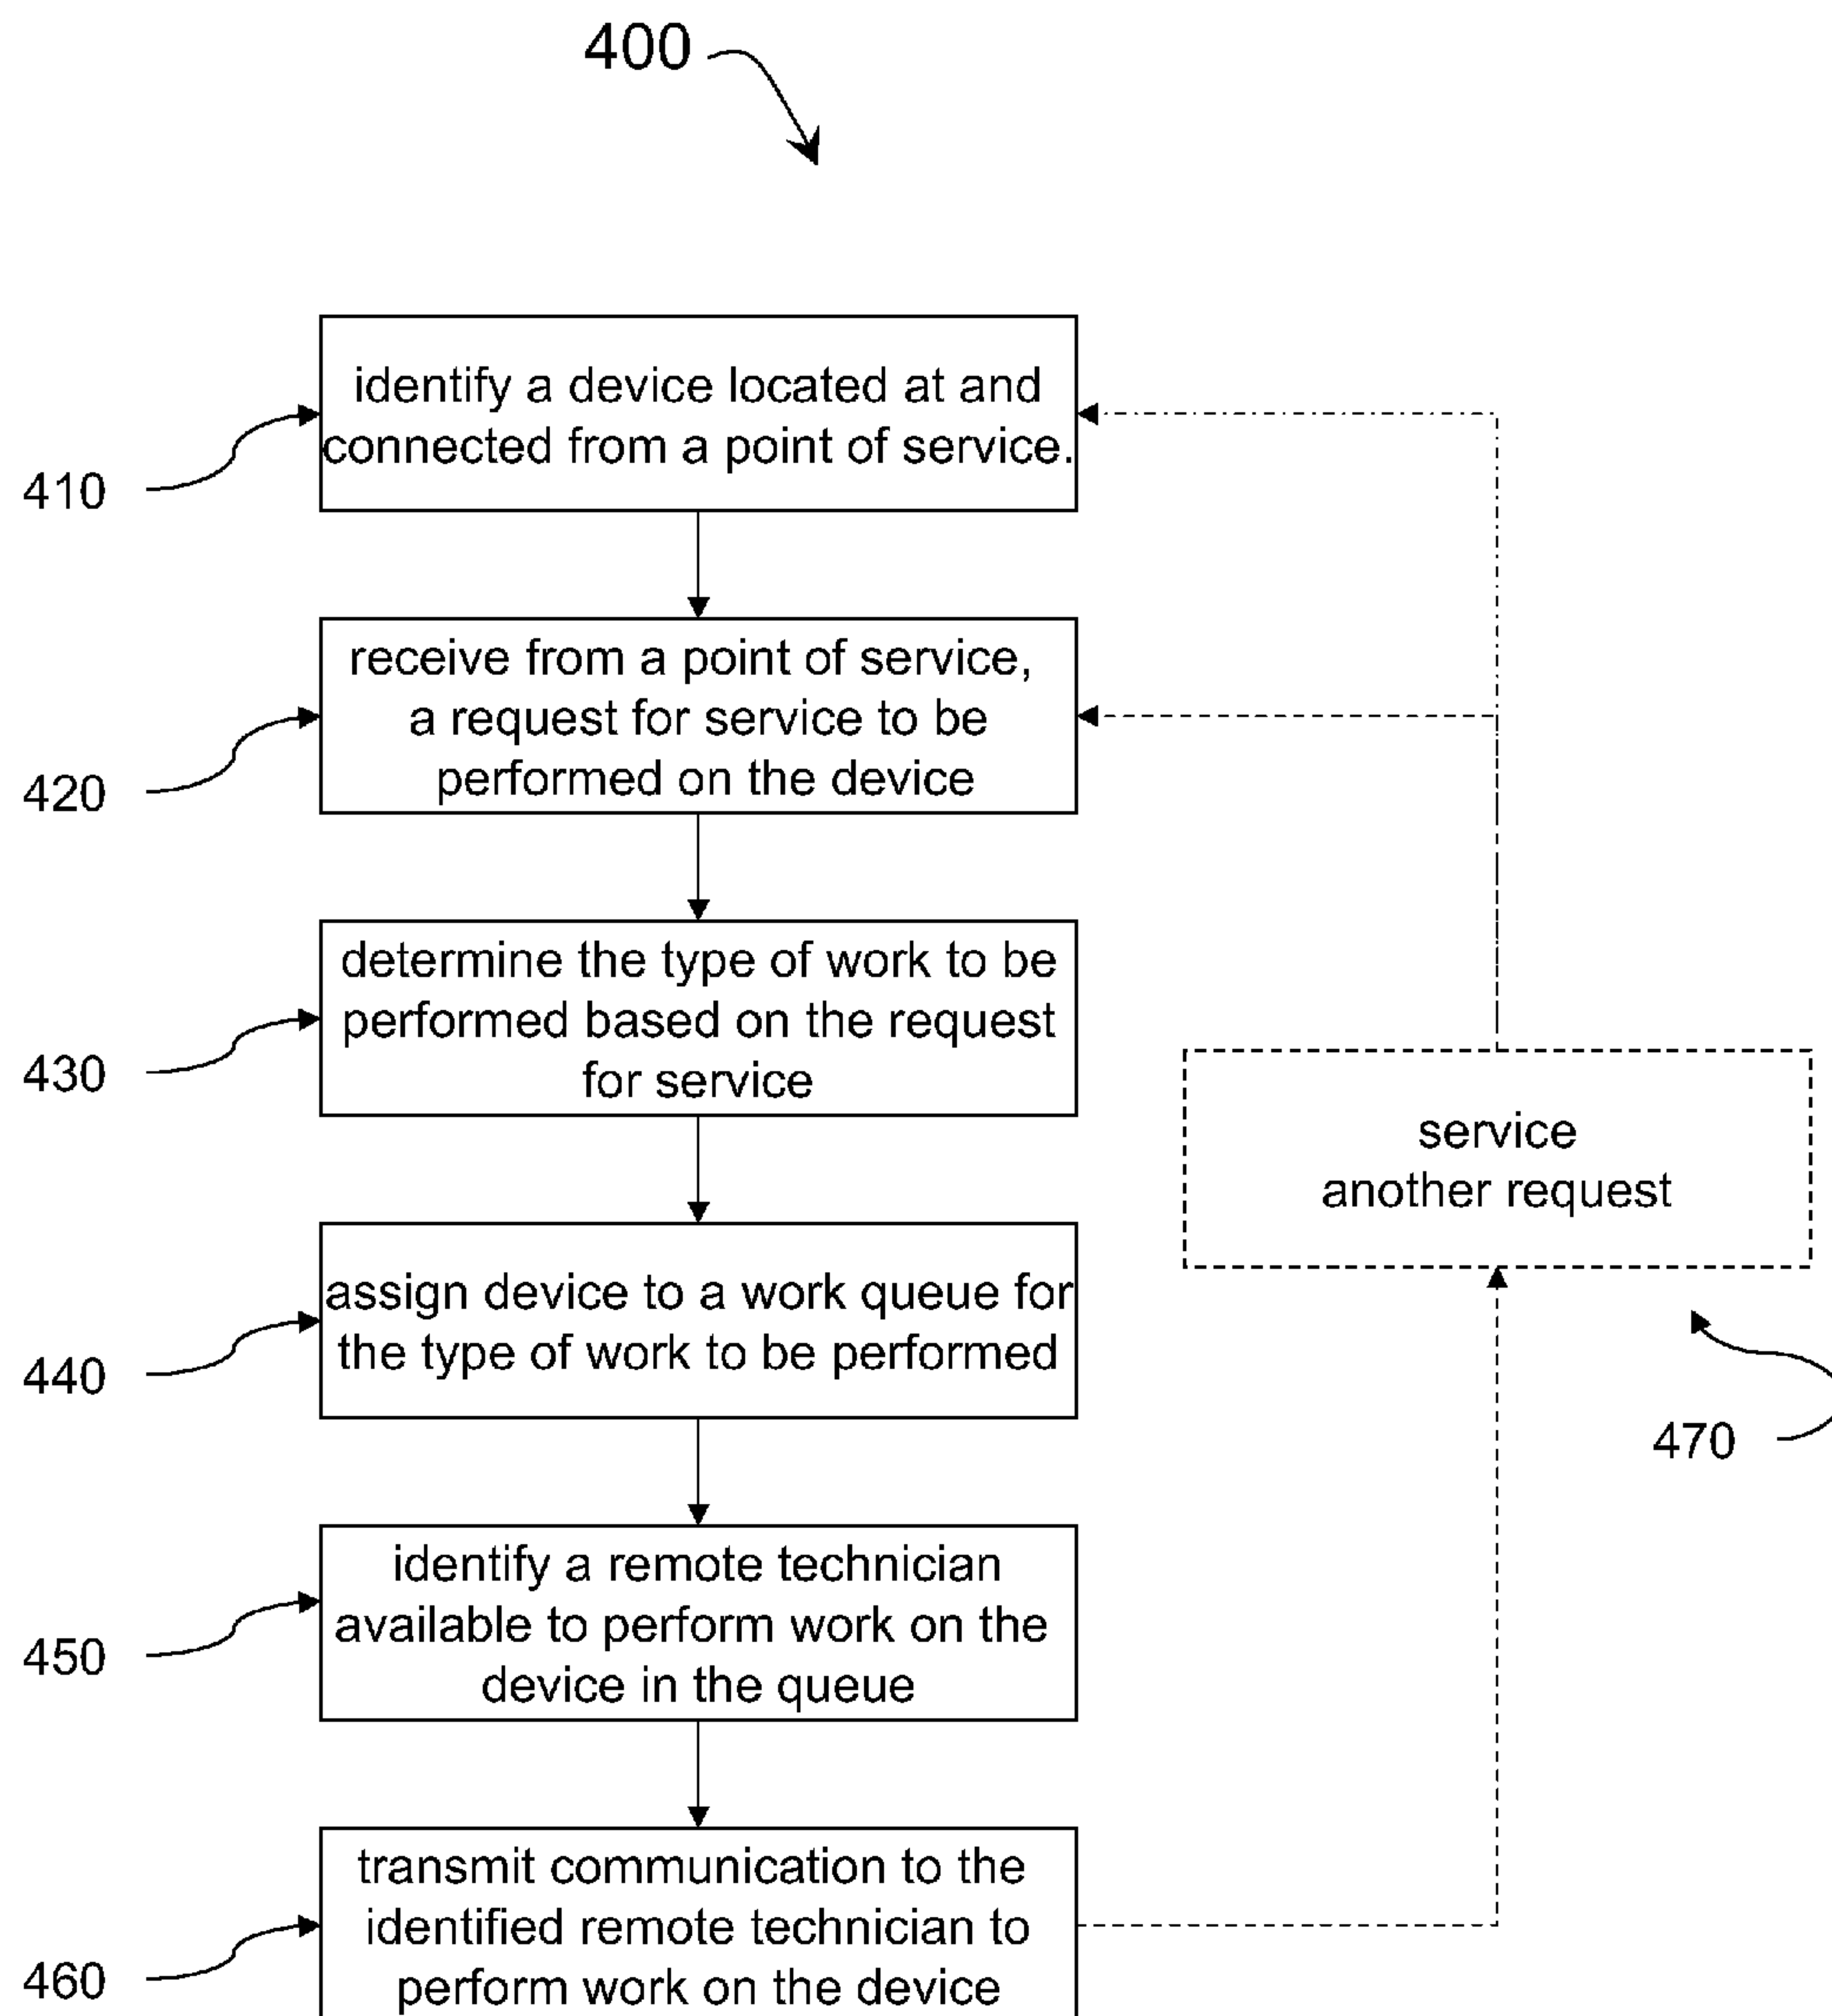 400
identify a device located at and
connected from a point of service.
410
receive from a point of service,
a request for service to be
performed on the device
420
determine the type of work to be
performed based on the request
for service
430
service
another request
assign device to a work queue for
the type of work to be performed
440
470
identify a remote technician
available to perform work on the
device in the queue
450
transmit communication to the
identified remote technician to
perform work on the device
460